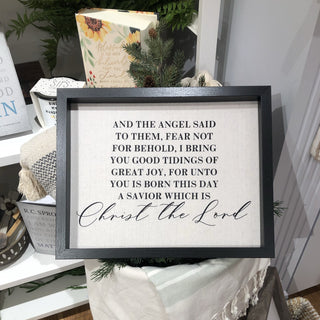 AND THE ANGEL SAID
TO THEM, FEAR NOT
FOR BEHOLD, I BRING
YOU GOOD TIDINGS OF
GREAT JOY, FOR UNTO
YOU IS BORN THIS DAY
A SAVIOR WHICH IS
Christ the Lord
R.C. SPRO